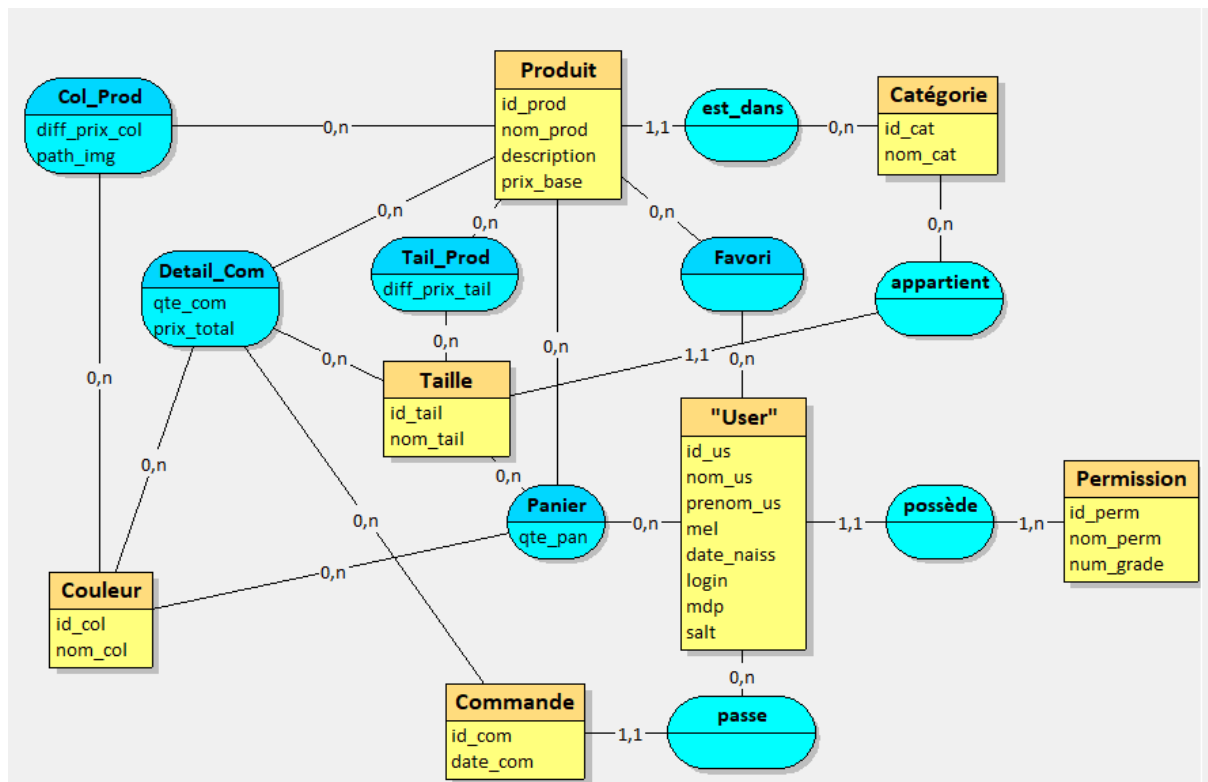 Produit
id_prod
nom_prod
description
prix_base
Col_Prod
diff_prix_col
path_img
0,n
1,1
est_dans
0,n
Catégorie
id_cat
nom_cat
0,n
0,n
0,n
0,n
Detail_Com
qte_com
prix_total
Tail_Prod
diff_prix_tail
Favori
appartient
0,n
0,n
0,n
1,1
0,n
0,n
Taille
id_tail
nom_tail
"User"
id_us
nom_us
prenom_us
mel
date_naiss
login
mdp
salt
0,n
0,n
0,n
Panier
qte_pan
0,n
1,1
possède
1,n
Permission
id_perm
nom_perm
num_grade
0,n
Couleur
id_col
nom_col
Commande
id_com
date_com
1,1
passe
0,n